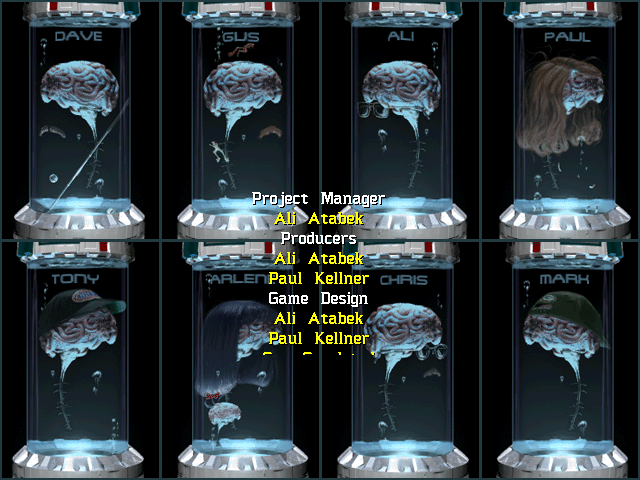 DAVE
GUS
ALI
PAUL
Project Manager
Ali Atabek
Producers
Ali Atabek
Paul Kellner
Game Design
Ali Atabek
Paul Kellner
TONY
ARLEN
CHRIS
MARK